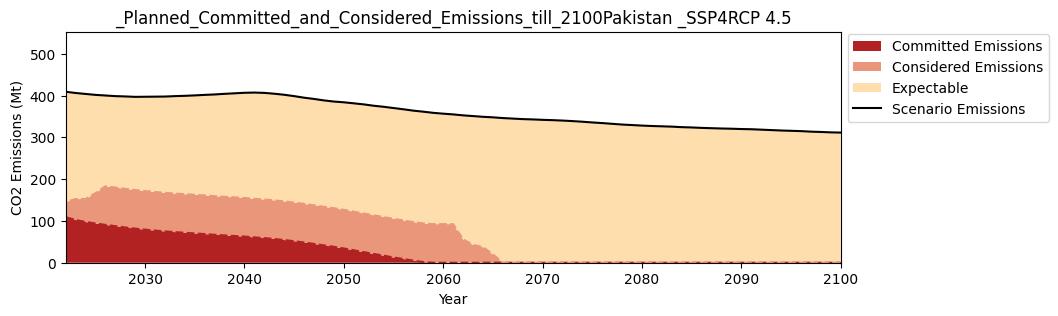 _Planned_Committed_and_Considered_Emissions_till_2100Pakistan _SSP4RCP 4.5
CO2 Emissions (Mt)
500
400
300
200
100
0
2030 2040 2050 2060 2070 2080 2090 2100
Year
Committed Emissions
Considered Emissions
Expectable
Scenario Emissions